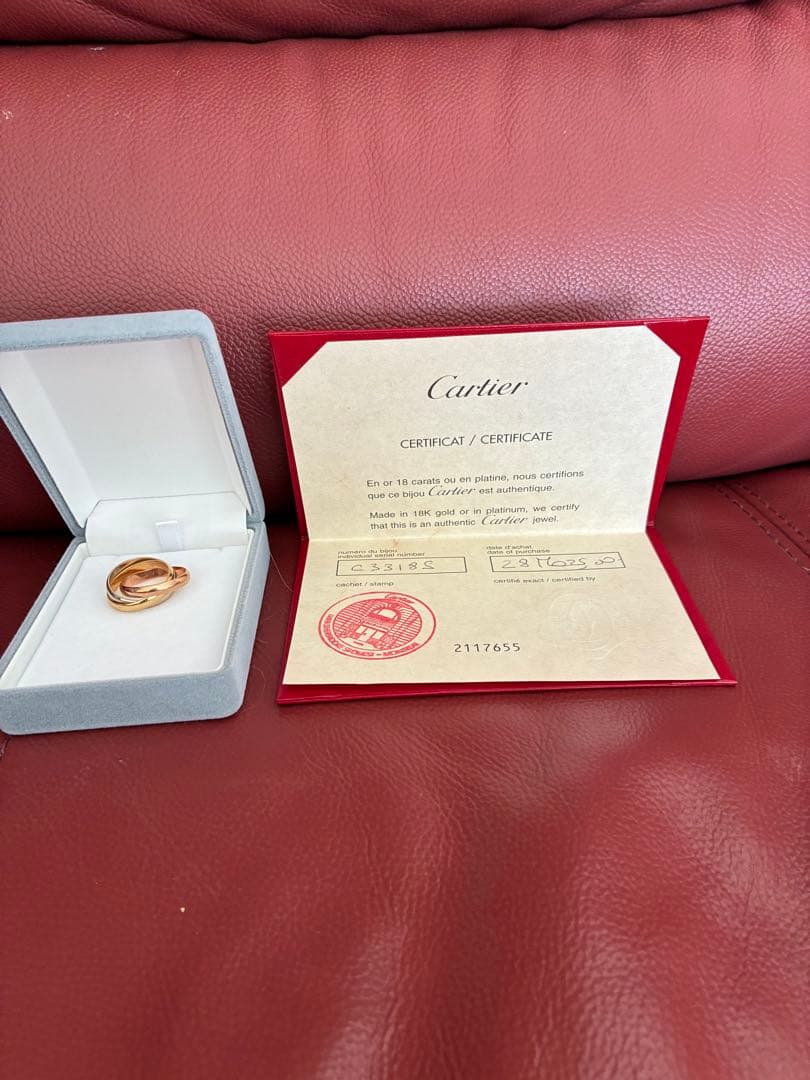 Cartier
CERTIFICAT / CERTIFICATE
En or 18 carats ou en platine, nous certifions
que ce bijou Cartier est authentique.
Made in 18K gold or in platinum, we certify
that this is an authentic Cartier jewel.
numéro du bijou
individual serial number
date d'achat
date of purchase
C33185
cachet / stamp
certifié exact / certified by
2117655